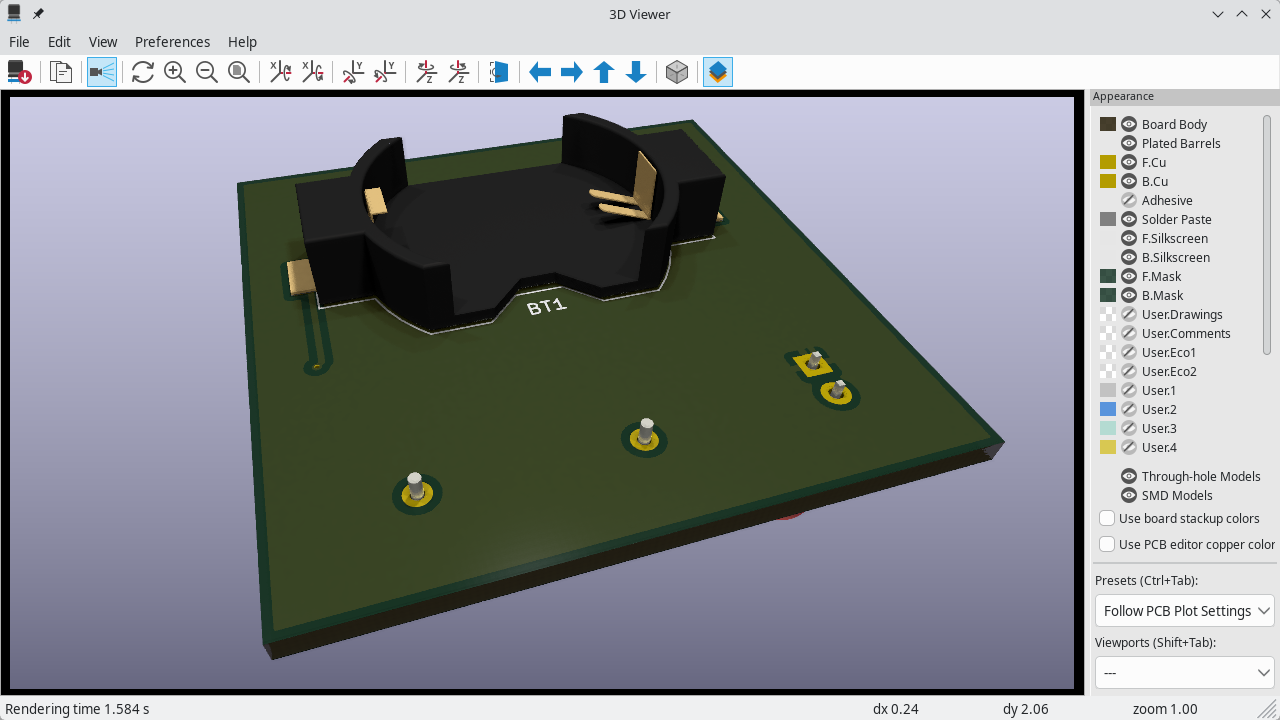 3D Viewer
File Edit View Preferences Help
Appearance
Board Body
Plated Barrels
F.Cu
B.Cu
Adhesive
Solder Paste
F.Silkscreen
B.Silkscreen
F.Mask
B.Mask
User.Drawings
User.Comments
User.Eco1
User.Eco2
User.1
User.2
User.3
User.4
Through-hole Models
SMD Models
Use board stackup colors
Use PCB editor copper color
Presets (Ctrl+Tab):
Follow PCB Plot Settings
Viewports (Shift+Tab):
---
BT1
Rendering time 1.584 s dx 0.24 dy 2.06 zoom 1.00